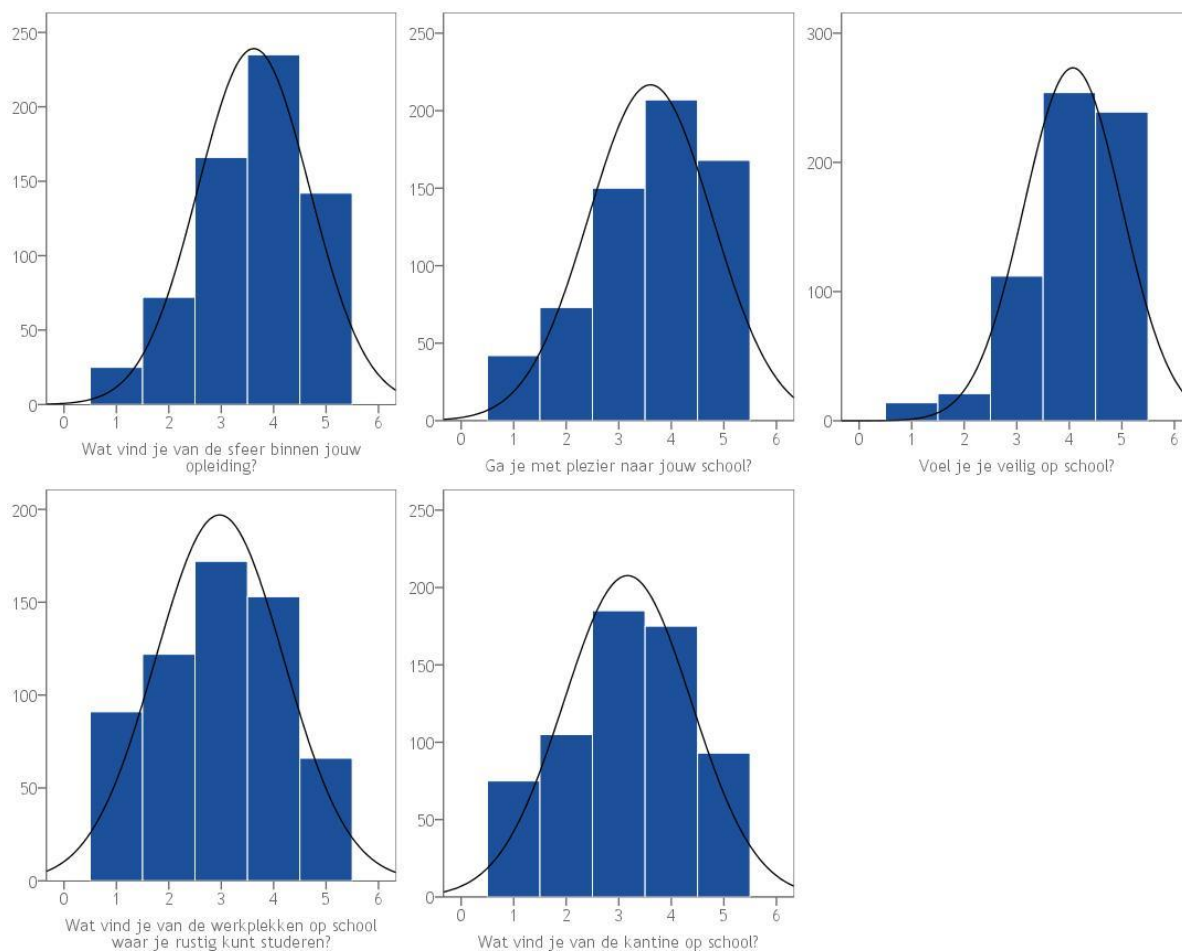 250
200
150
100
50
0
0 1 2 3 4 5 6
Wat vind je van de sfeer binnen jouw
opleiding?
250
200
150
100
50
0
0 1 2 3 4 5 6
Ga je met plezier naar jouw school?
300
200
100
0
0 1 2 3 4 5 6
Voel je je veilig op school?
200
150
100
50
0
0 1 2 3 4 5 6
Wat vind je van de werkplekken op school
waar je rustig kunt studeren?
250
200
150
100
50
0
0 1 2 3 4 5 6
Wat vind je van de kantine op school?